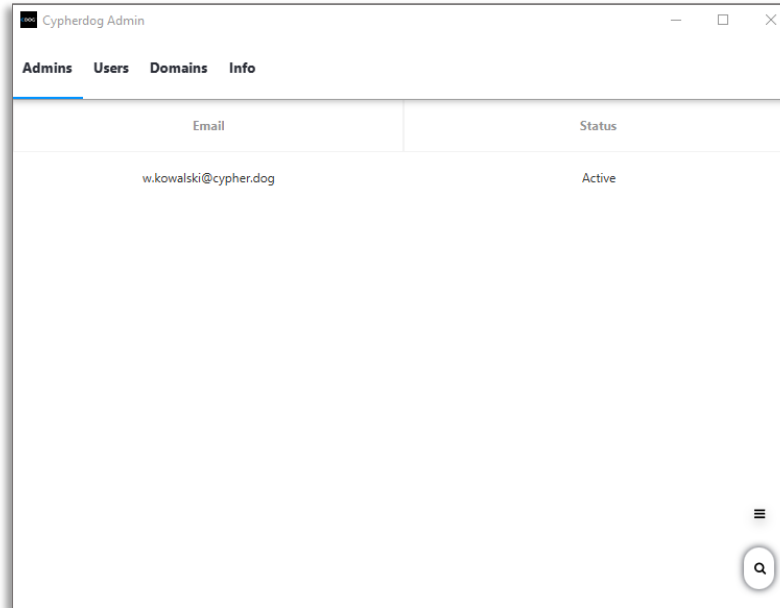 Cypherdog Admin
Admins Users Domains Info
Email Status
w.kowalski@cypher.dog Active